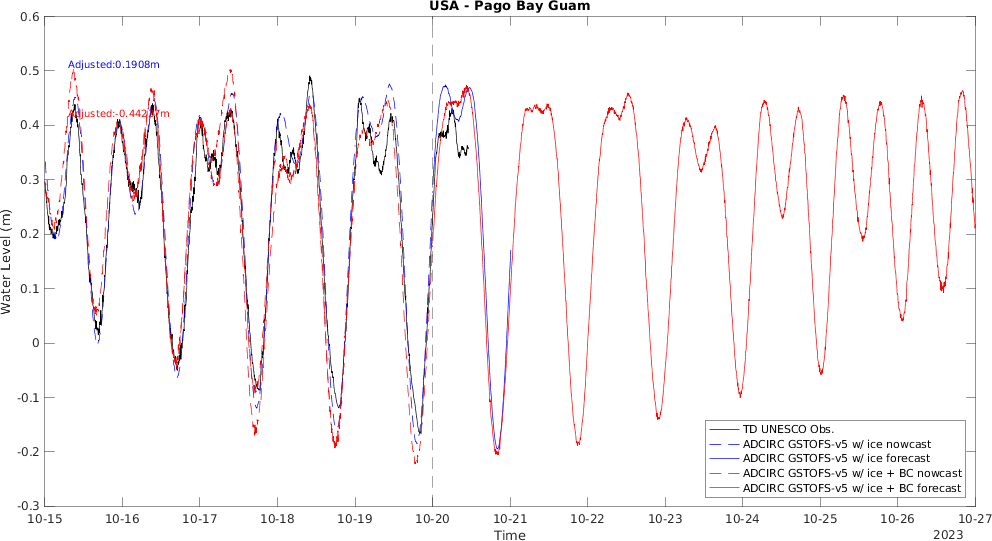 USA - Pago Bay Guam
0.6
0.5
0.4
0.3
0.2
0.1
0
-0.1
-0.2
-0.3
Water Level (m)
Adjusted:0.1908m
TD UNESCO Obs.
ADCIRC GSTOFS-v5 w/ ice nowcast
ADCIRC GSTOFS-v5 w/ ice forecast
ADCIRC GSTOFS-v5 w/ ice + BC nowcast
ADCIRC GSTOFS-v5 w/ ice + BC forecast
10-15 10-16 10-17 10-18 10-19 10-20 10-21 10-22 10-23 10-24 10-25 10-26 10-27
Time
2023